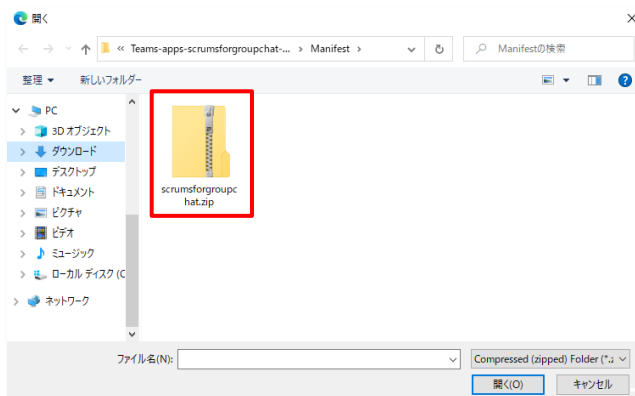 開く
« Teams-apps-scrumsforgroupchat-... › Manifest ›
Manifestの検索
整理
新しいフォルダー
PC
3D オブジェクト
ダウンロード
デスクトップ
ドキュメント
ピクチャ
ビデオ
ミュージック
ローカル ディスク (C
ネットワーク
scrumsforgroupc
hat.zip
ファイル名(N):
Compressed (zipped) Folder (*.z
開く(O)
キャンセル